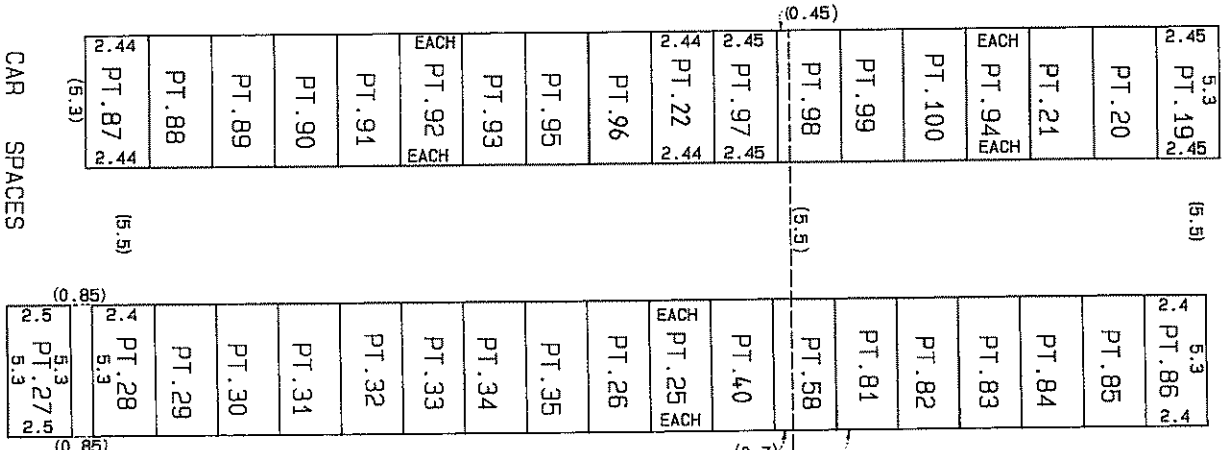 (0.45)
2.44 EACH 2.44 2.45 EACH 2.45
5.3
PT.87 PT.88 PT.89 PT.90 PT.91 PT.92 PT.93 PT.95 PT.96 PT.22 PT.97 PT.98 PT.99 PT.100 PT.94 PT.21 PT.20 PT.19
2.44 EACH 2.44 2.45 EACH 2.45
(5.3)
CAR SPACES
(5.5) (5.5) (5.5)
(0.85)
2.5 2.4 EACH 2.4
5.3 5.3
PT.27 PT.28 PT.29 PT.30 PT.31 PT.32 PT.33 PT.34 PT.35 PT.26 PT.25 PT.40 PT.58 PT.81 PT.82 PT.83 PT.84 PT.85 PT.86
5.3 5.3
2.5 EACH 2.4
(0.85)